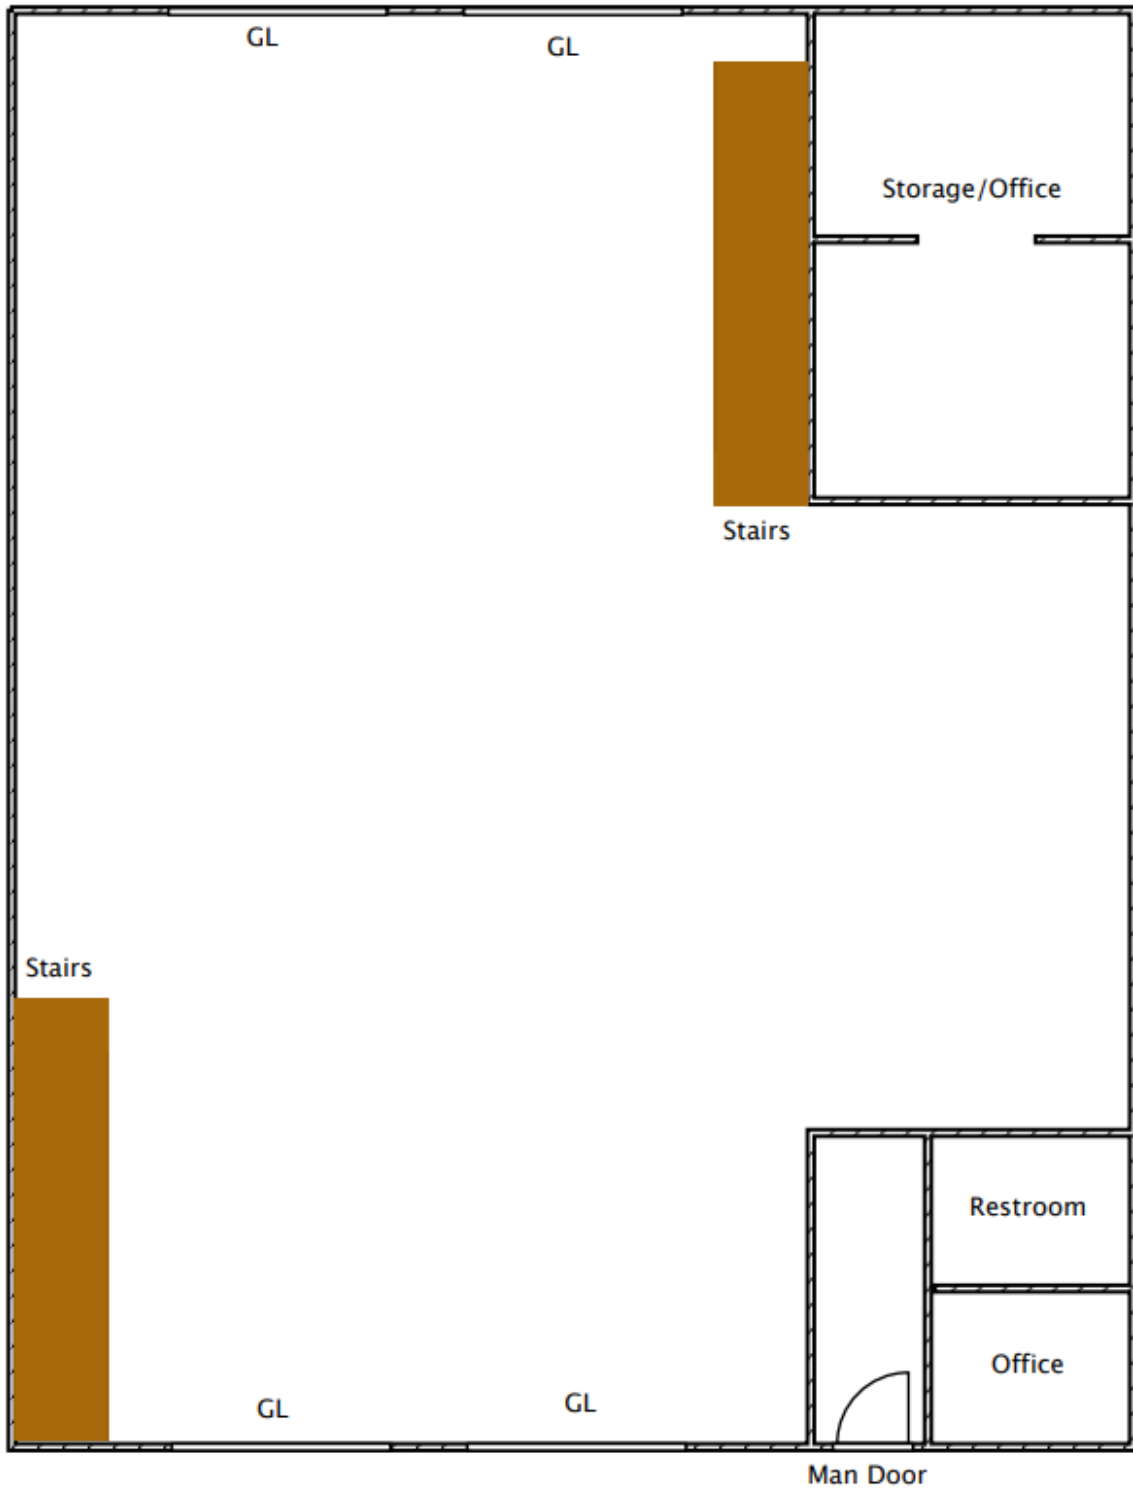 GL
GL
Storage/Office
Stairs
Stairs
Restroom
Office
GL
GL
Man Door